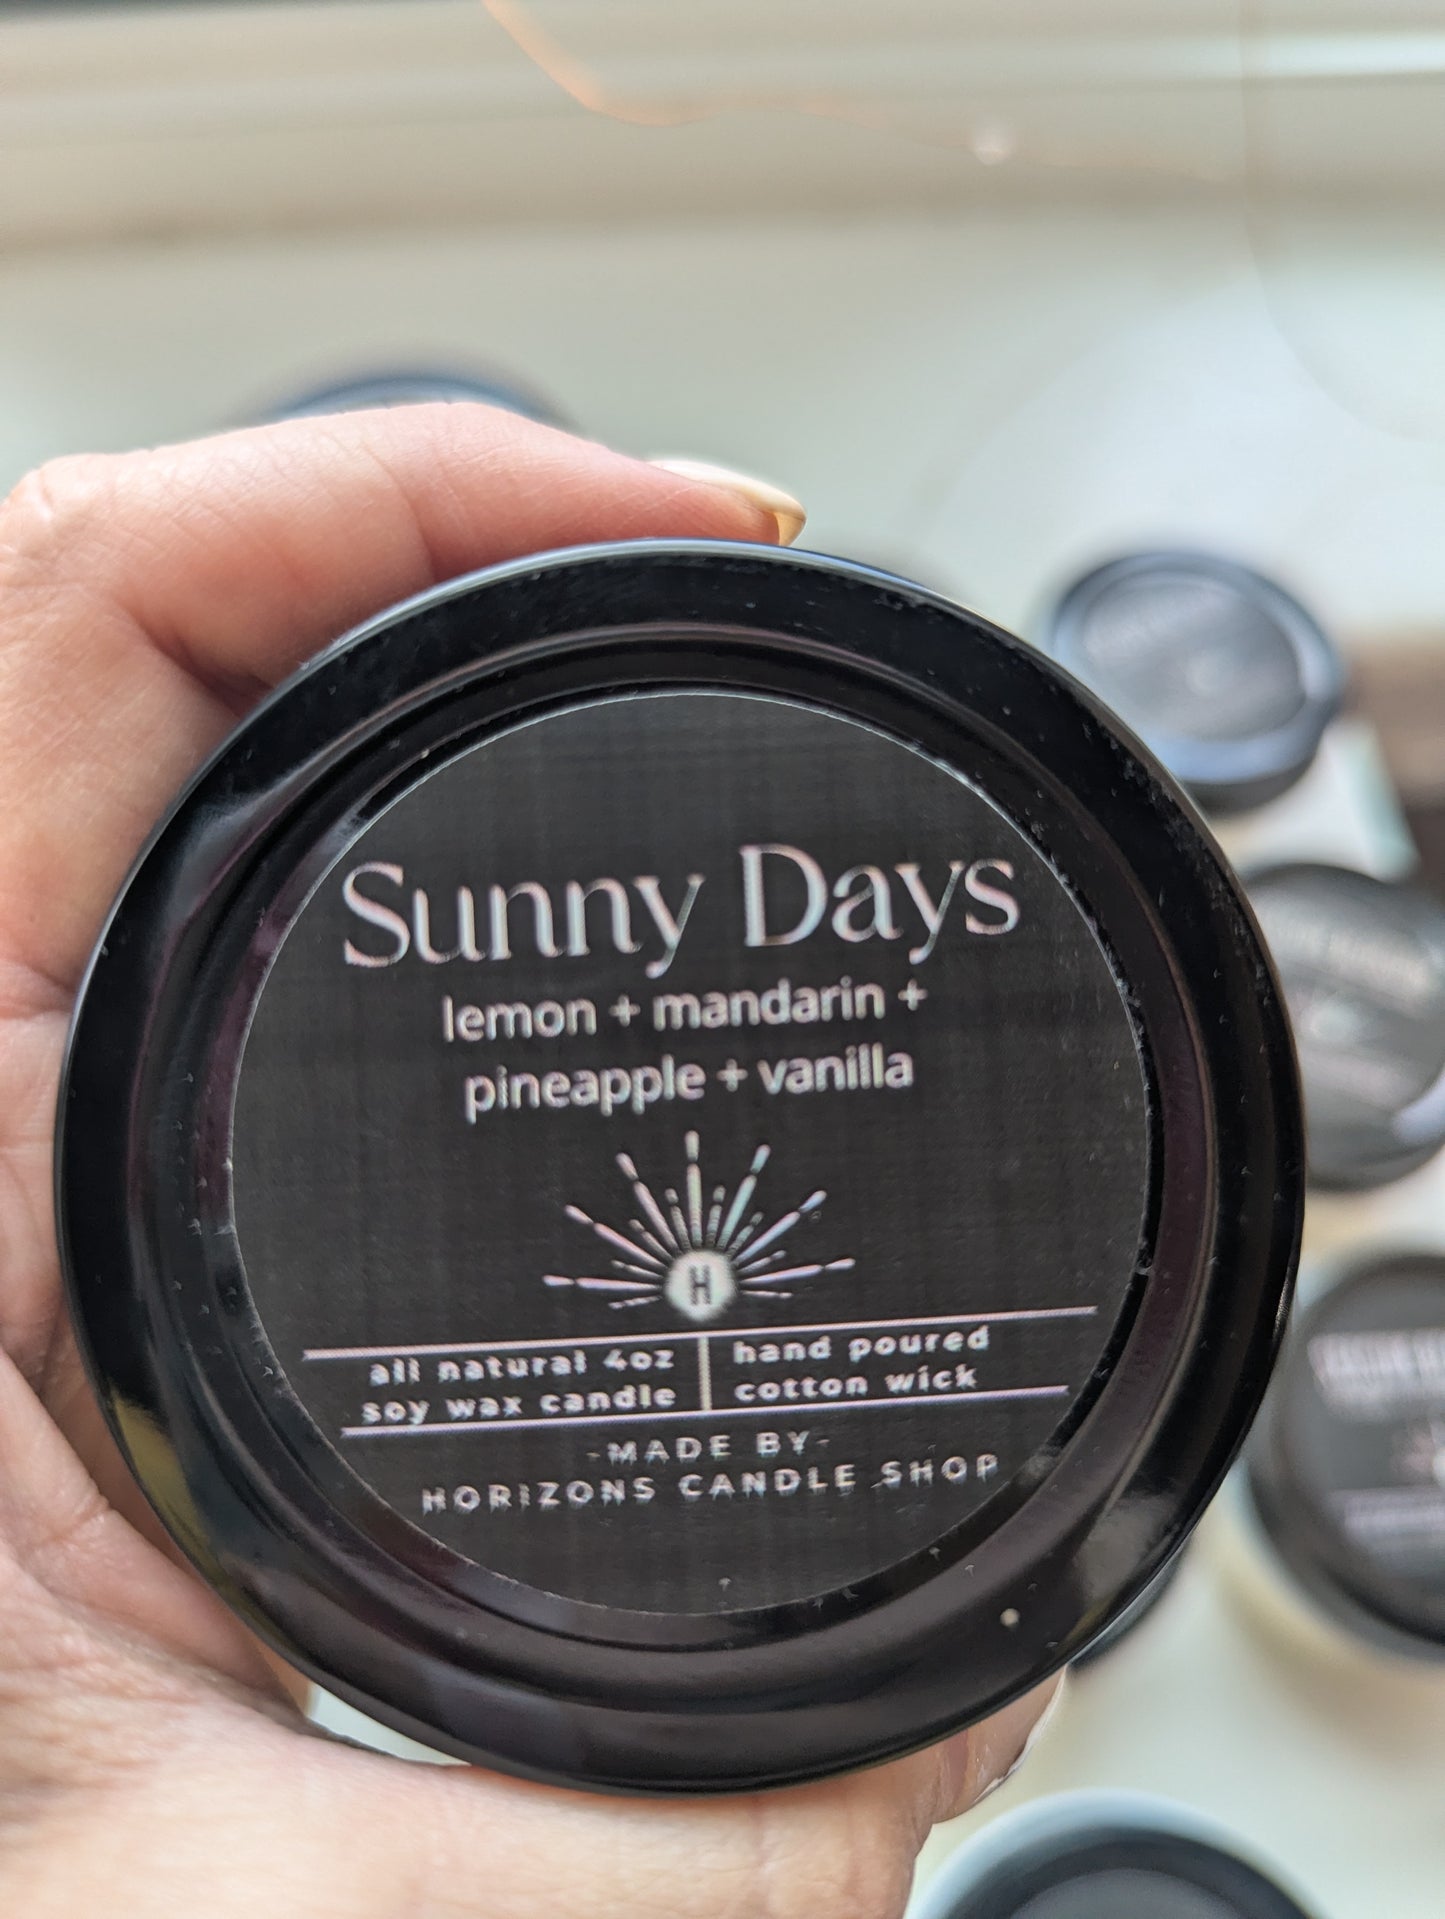 Sunny Days
lemon + mandarin +
pineapple + vanilla
H
all natural 4oz
soy wax candle
hand poured
cotton wick
-MADE BY-
HORIZONS CANDLE SHOP